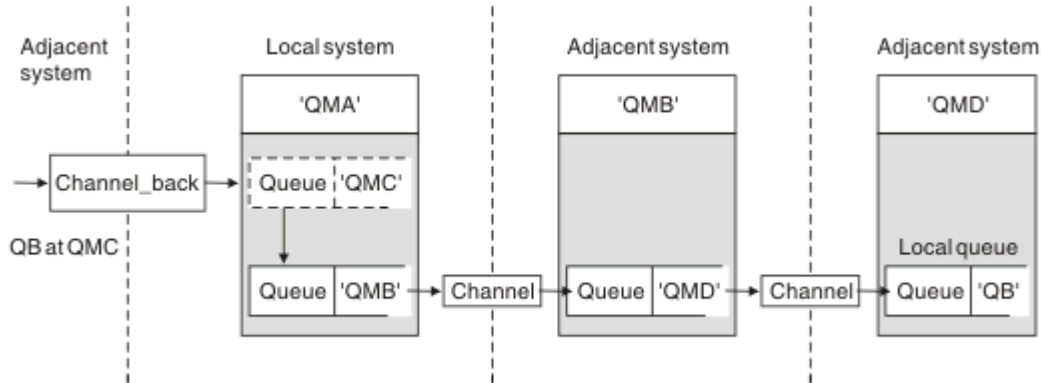 Adjacent
system
Local system
Adjacent system
Adjacent system
'QMA'
'QMB'
'QMD'
Channel_back
Queue 'QMC'
QB at QMC
Local queue
Queue 'QMB'
Channel
Queue 'QMD'
Channel
Queue 'QB'